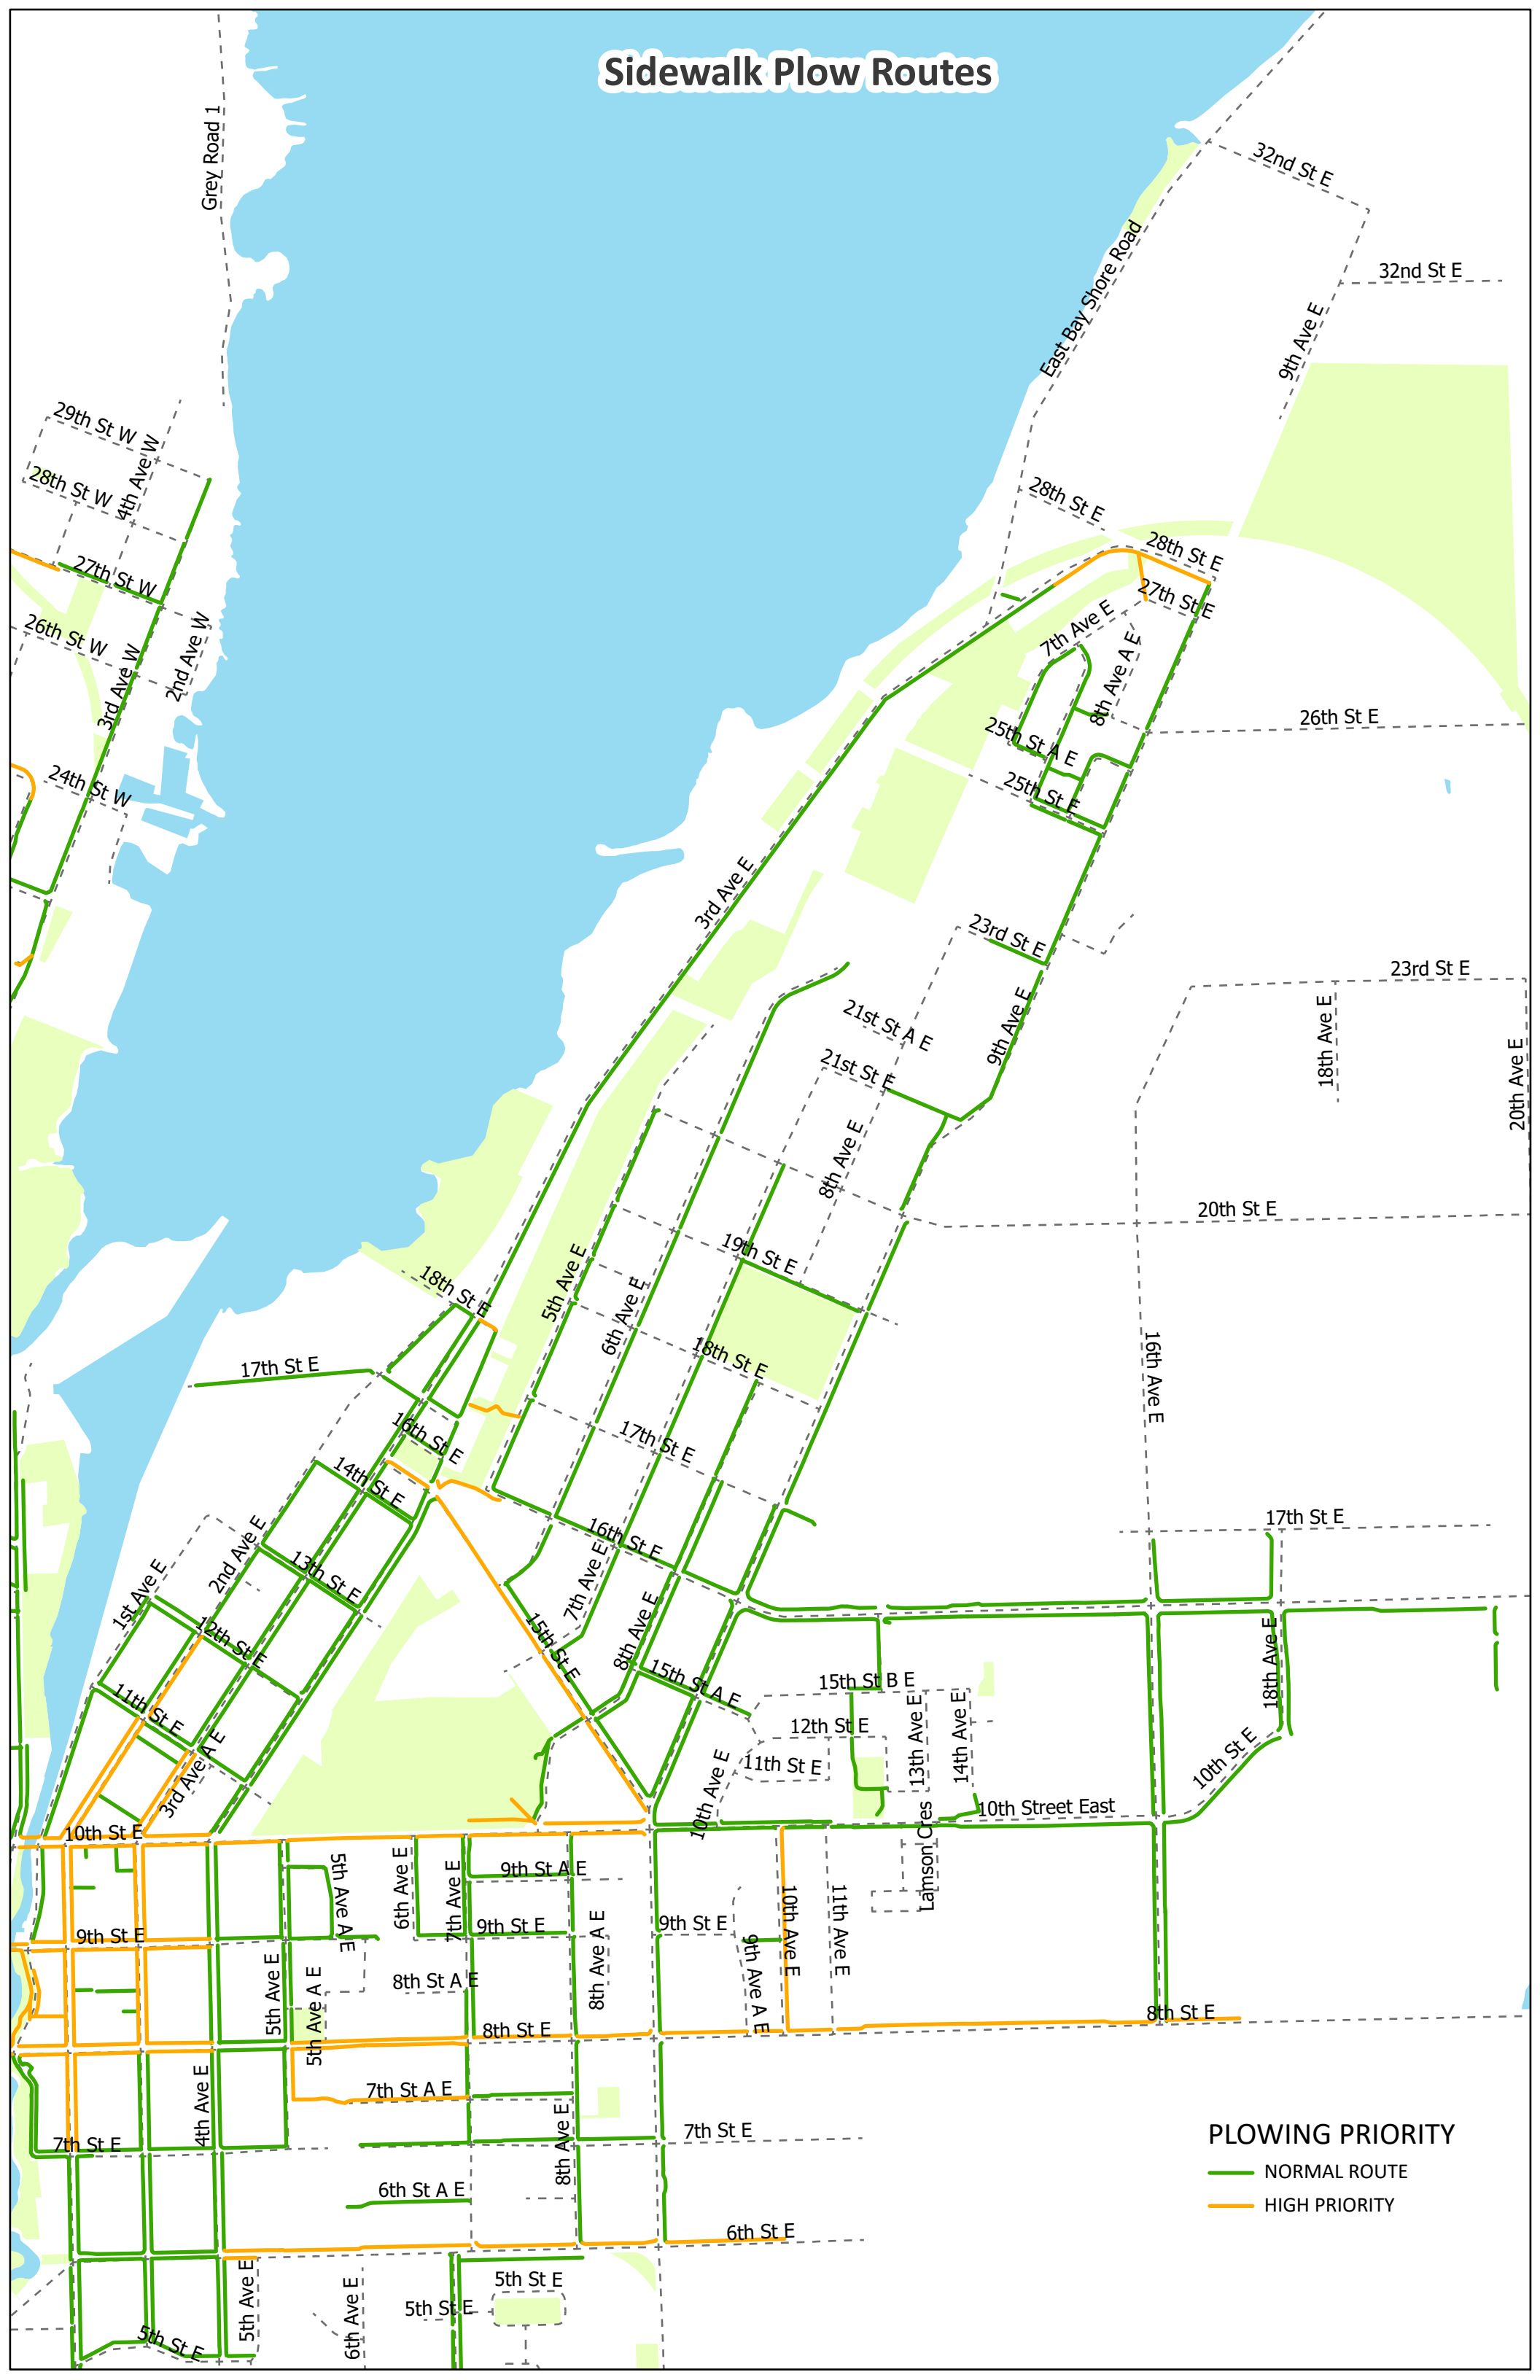 Sidewalk Plow Routes
Grey Road 1
32nd St E
32nd St E
East Bay Shore Road
9th Ave E
29th St W
4th Ave W
28th St W
28th St E
28th St E
27th St W
27th St E
7th Ave E
26th St W
2nd Ave W
3rd Ave W
8th Ave A E
26th St E
25th St A E
24th St W
25th St E
3rd Ave E
23rd St E
23rd St E
21st St A E
9th Ave E
18th Ave E
20th Ave E
21st St E
8th Ave E
20th St E
19th St E
5th Ave E
6th Ave E
18th St E
18th St E
17th St E
16th Ave E
16th St E
17th St E
14th St E
17th St E
16th St E
2nd Ave E
13th St E
1st Ave E
7th Ave E
12th St E
15th St E
8th Ave E
15th St A E
15th St B E
18th Ave E
11th St E
12th St E
13th Ave E
14th Ave E
11th St E
3rd Ave A E
10th Ave E
10th St E
10th Street East
10th St E
Lamson Cres
5th Ave A E
6th Ave E
7th Ave E
9th St A E
10th Ave E
11th Ave E
9th St E
9th St E
9th St E
8th Ave A E
9th Ave A E
5th Ave E
5th Ave A E
8th St A E
8th St E
8th St E
4th Ave E
7th St A E
8th Ave E
7th St E
7th St E
PLOWING PRIORITY
NORMAL ROUTE
HIGH PRIORITY
6th St A E
6th St E
5th Ave E
6th Ave E
5th St E
5th St E
5th St E